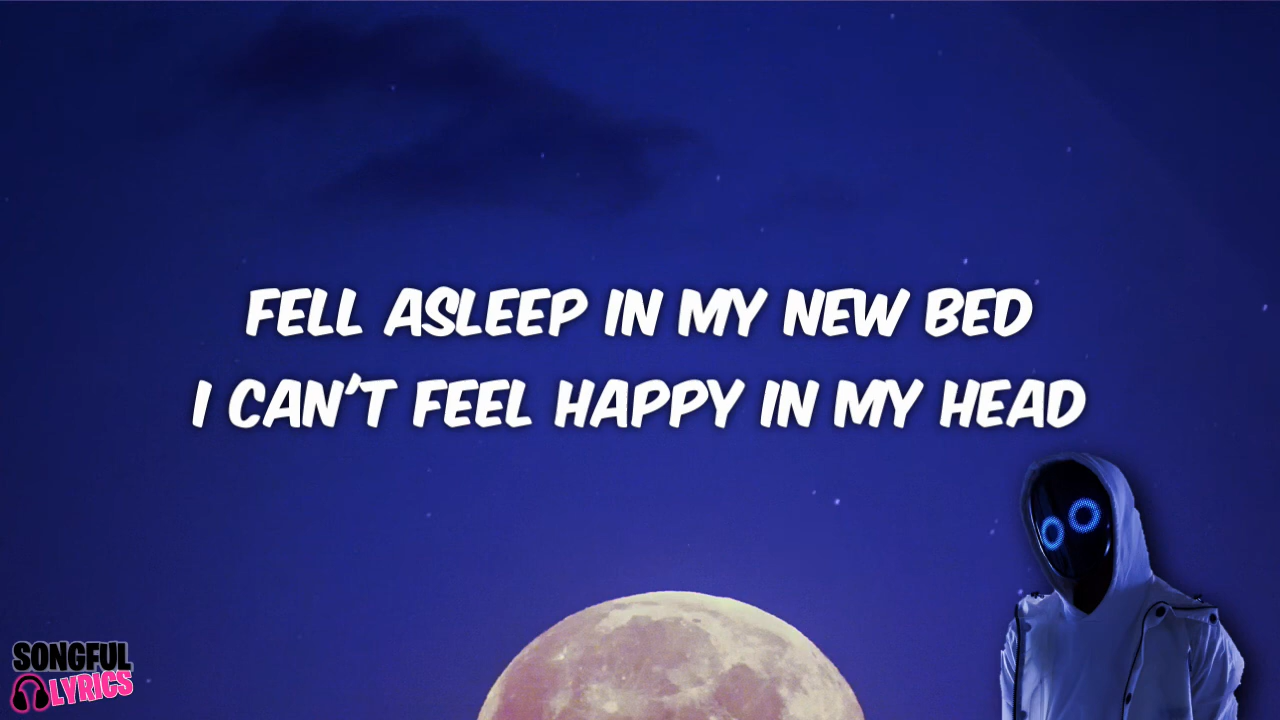 FELL ASLEEP IN MY NEW BED
I CAN'T FEEL HAPPY IN MY HEAD
SONGFUL
LYRICS